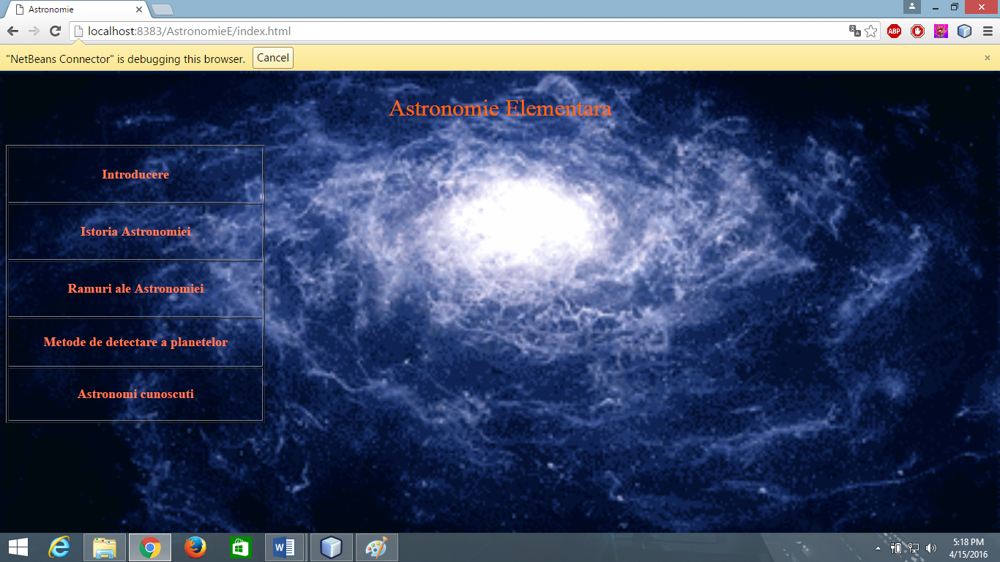 Astronomie
localhost:8383/AstronomieE/index.html
ABP
"NetBeans Connector" is debugging this browser. Cancel
Astronomie Elementara
Introducere
Istoria Astronomiei
Ramuri ale Astronomiei
Metode de detectare a planetelor
Astronomi cunoscuti
5:18 PM
4/15/2016